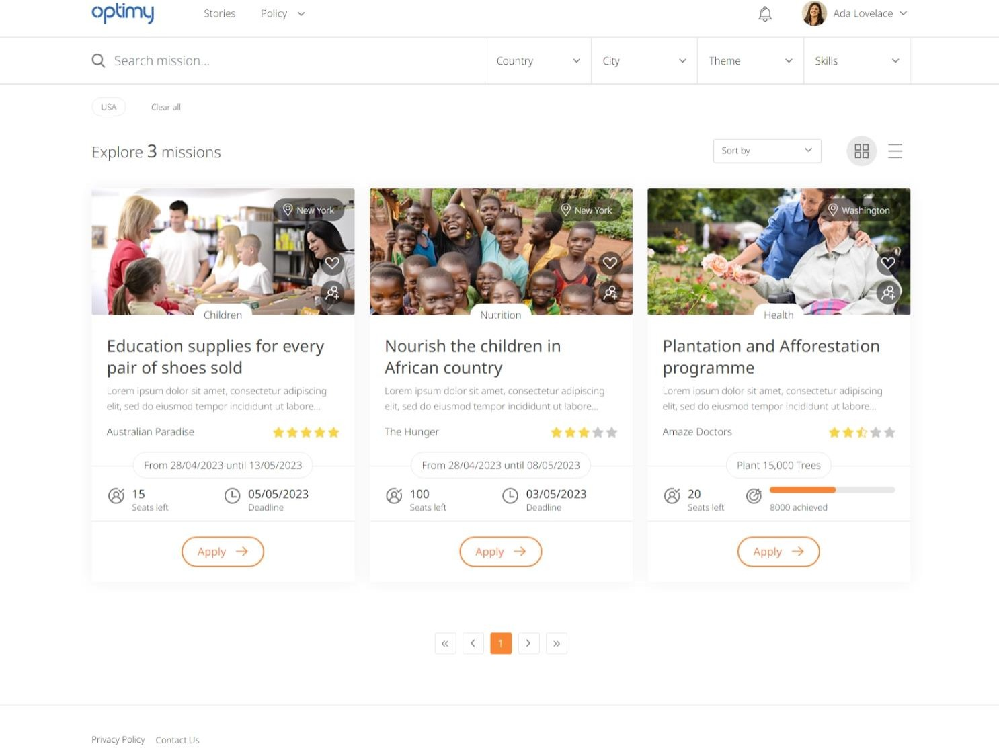 optimy
Stories
Policy
Ada Lovelace
Search mission...
Country
City
Theme
Skills
USA
Clear all
Explore 3 missions
Sort by
New York
Children
Education supplies for every
pair of shoes sold
Lorem ipsum dolor sit amet, consectetur adipiscing
elit, sed do eiusmod tempor incididunt ut labore...
Australian Paradise
From 28/04/2023 until 13/05/2023
15
Seats left
05/05/2023
Deadline
Apply
New York
Nutrition
Nourish the children in
African country
Lorem ipsum dolor sit amet, consectetur adipiscing
elit, sed do eiusmod tempor incididunt ut labore...
The Hunger
From 28/04/2023 until 08/05/2023
100
Seats left
03/05/2023
Deadline
Apply
Washington
Health
Plantation and Afforestation
programme
Lorem ipsum dolor sit amet, consectetur adipiscing
elit, sed do eiusmod tempor incididunt ut labore...
Amaze Doctors
Plant 15,000 Trees
20
Seats left
8000 achieved
Apply
« ‹ 1 › »
Privacy Policy
Contact Us